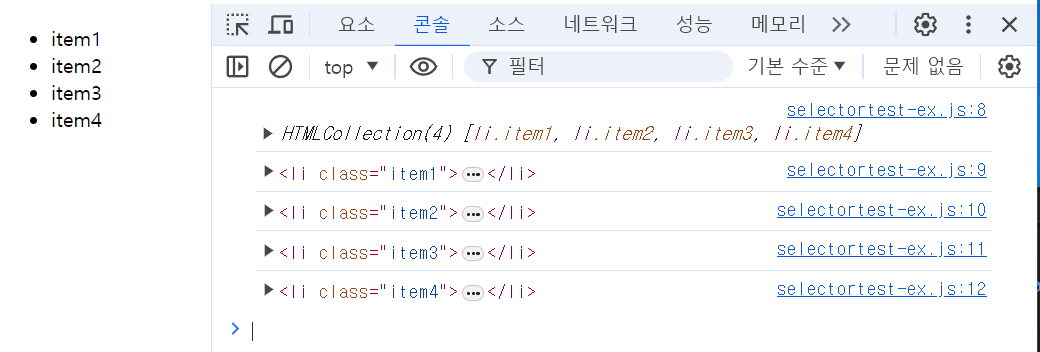 item1
item2
item3
item4
요소 콘솔 소스 네트워크 성능 메모리
top 필터 기본 수준 문제 없음
selectortest-ex.js:8
HTMLCollection(4) [li.item1, li.item2, li.item3, li.item4]
<li class="item1">…</li> selectortest-ex.js:9
<li class="item2">…</li> selectortest-ex.js:10
<li class="item3">…</li> selectortest-ex.js:11
<li class="item4">…</li> selectortest-ex.js:12